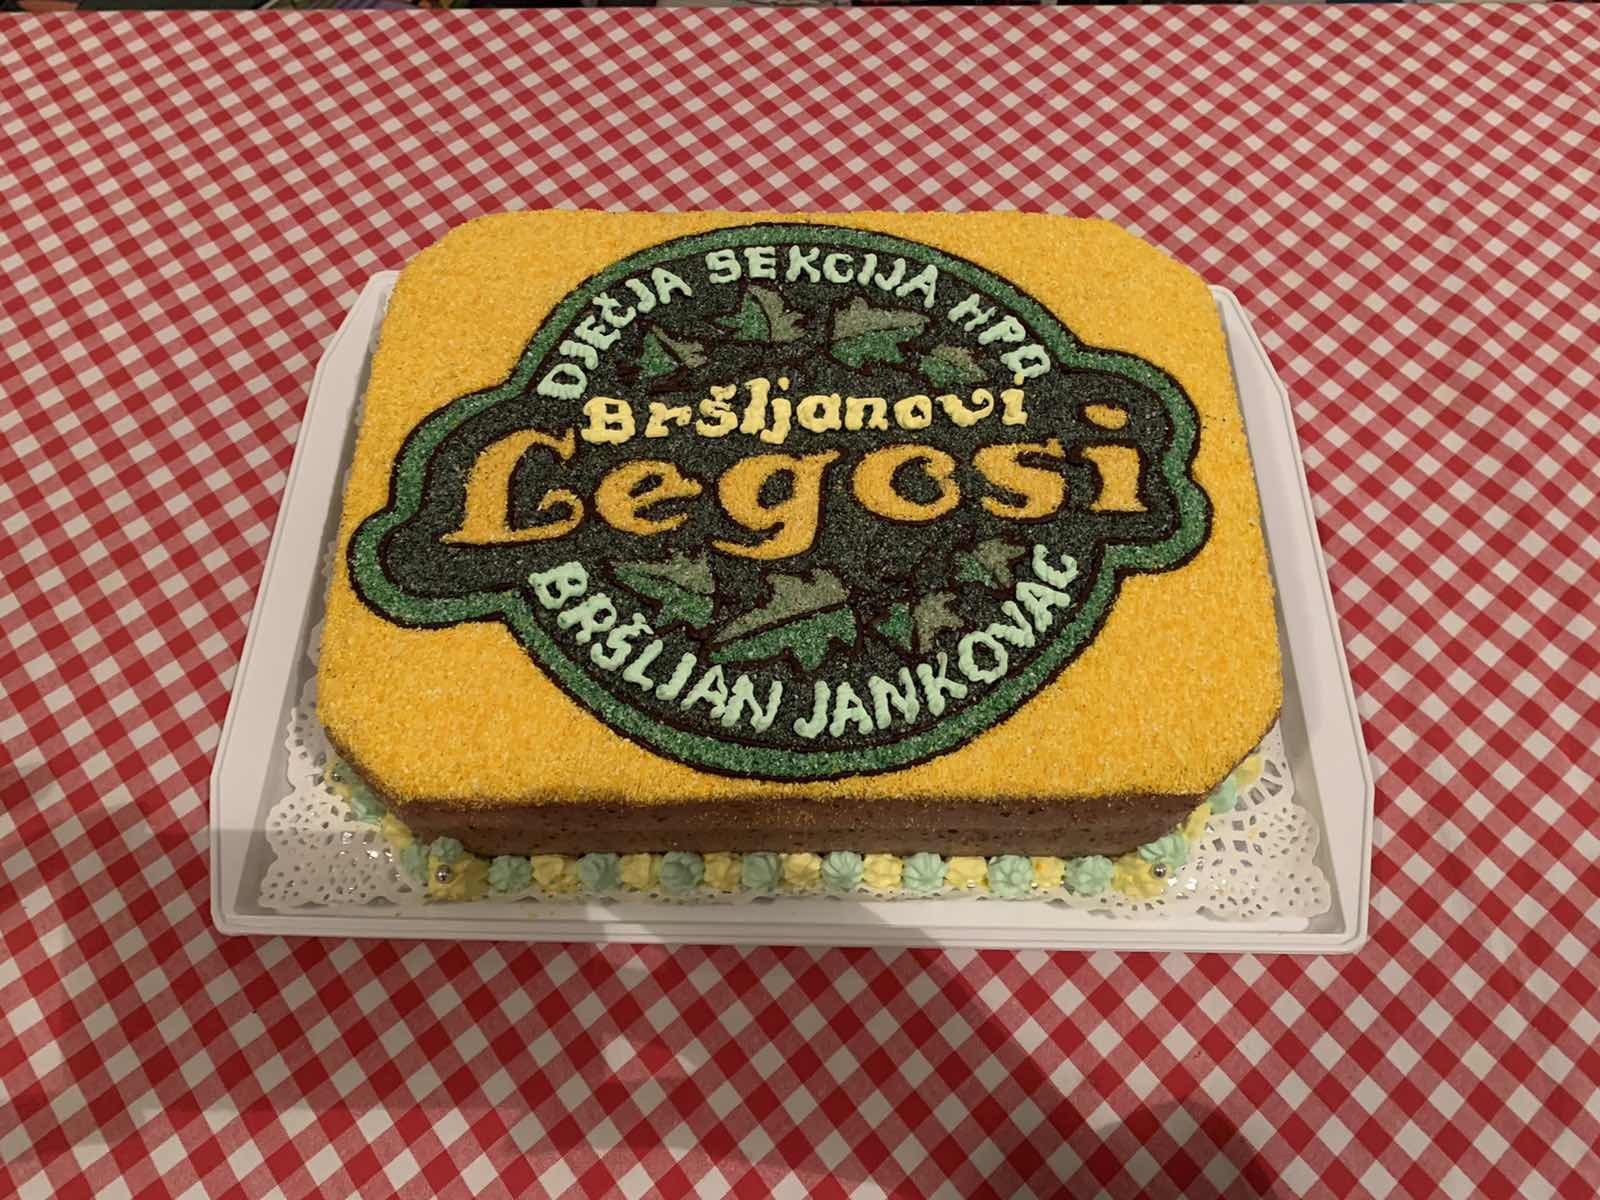 DJEČJA SEKCIJA HPD
Bršljanovi
Legosi
BRŠLJAN JANKOVAC